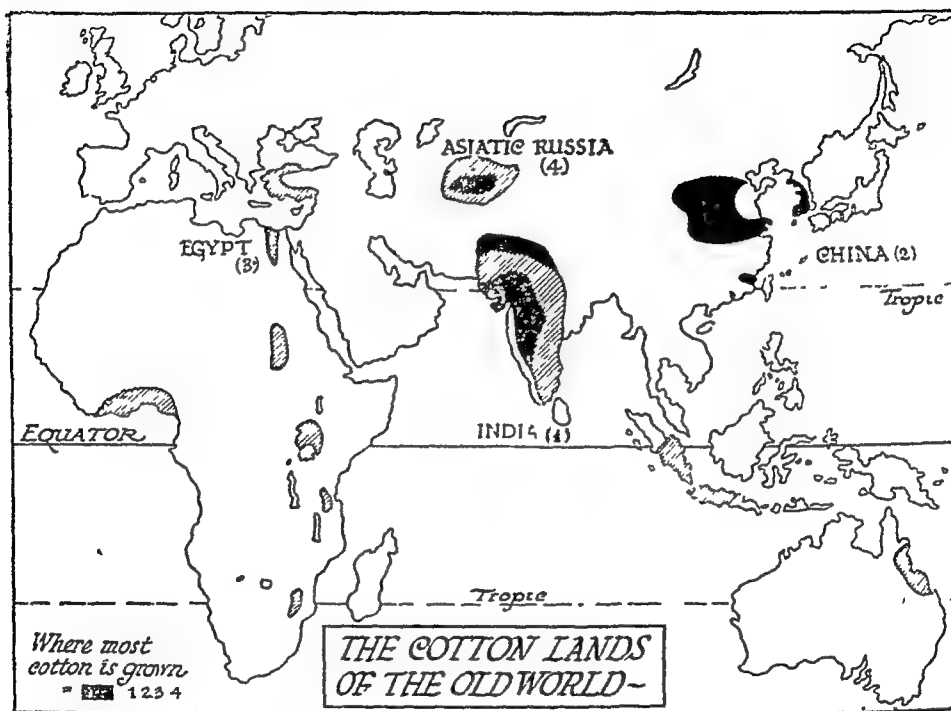 ASIATIC RUSSIA
(4)
EGYPT
(3)
CHINA (2)
Tropic
EQUATOR
INDIA (1)
Tropic
Where most
cotton is grown
= 1 2 3 4
THE COTTON LANDS
OF THE OLD WORLD~